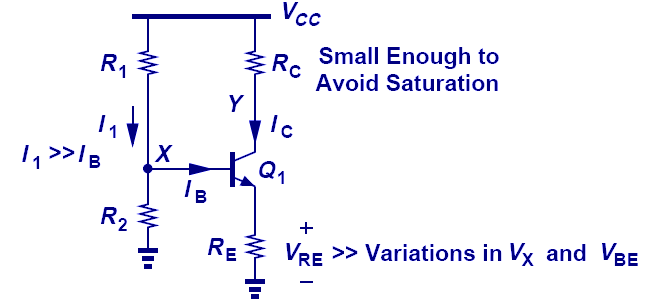 VCC
R1
RC
Small Enough to
Avoid Saturation
Y
I1
IC
I1 >>IB
X
Q1
IB
R2
+
RE
VRE >> Variations in VX and VBE
−